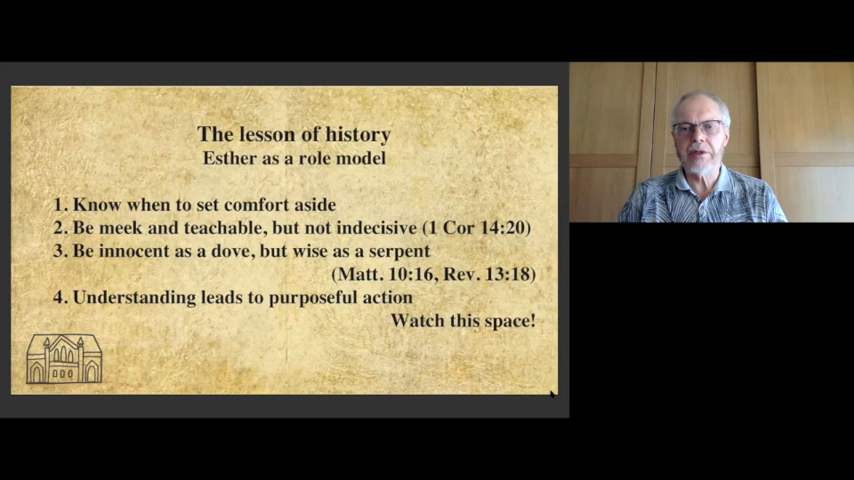 The lesson of history
Esther as a role model
1. Know when to set comfort aside
2. Be meek and teachable, but not indecisive (1 Cor 14:20)
3. Be innocent as a dove, but wise as a serpent
(Matt. 10:16, Rev. 13:18)
4. Understanding leads to purposeful action
Watch this space!